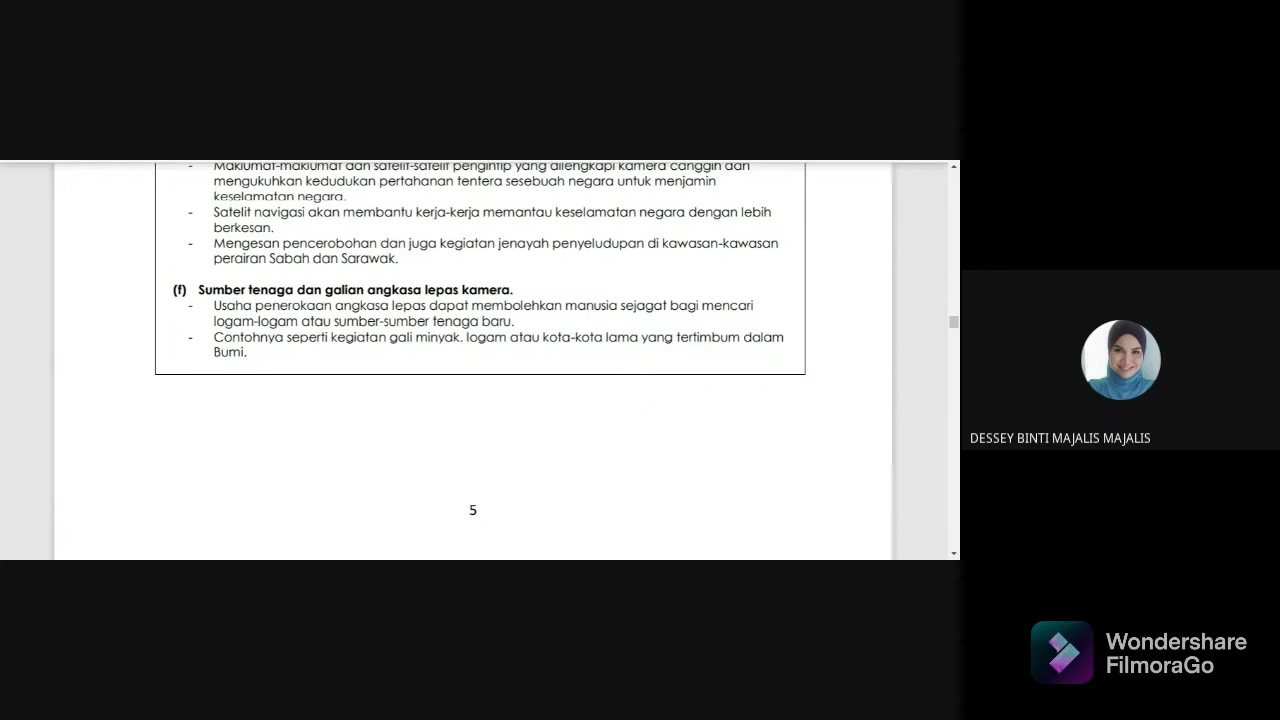 - Maklumat-maklumat dan satelit-satelit pengintip yang dilengkapi kamera canggih dan
mengukuhkan kedudukan pertahanan tentera sesebuah negara untuk menjamin
keselamatan negara.
- Satelit navigasi akan membantu kerja-kerja memantau keselamatan negara dengan lebih
berkesan.
- Mengesan pencerobohan dan juga kegiatan jenayah penyeludupan di kawasan-kawasan
perairan Sabah dan Sarawak.
(f) Sumber tenaga dan galian angkasa lepas kamera.
- Usaha penerokaan angkasa lepas dapat membolehkan manusia sejagat bagi mencari
logam-logam atau sumber-sumber tenaga baru.
- Contohnya seperti kegiatan gali minyak, logam atau kota-kota lama yang tertimbum dalam
Bumi.
5
DESSEY BINTI MAJALIS MAJALIS
Wondershare
FilmoraGo